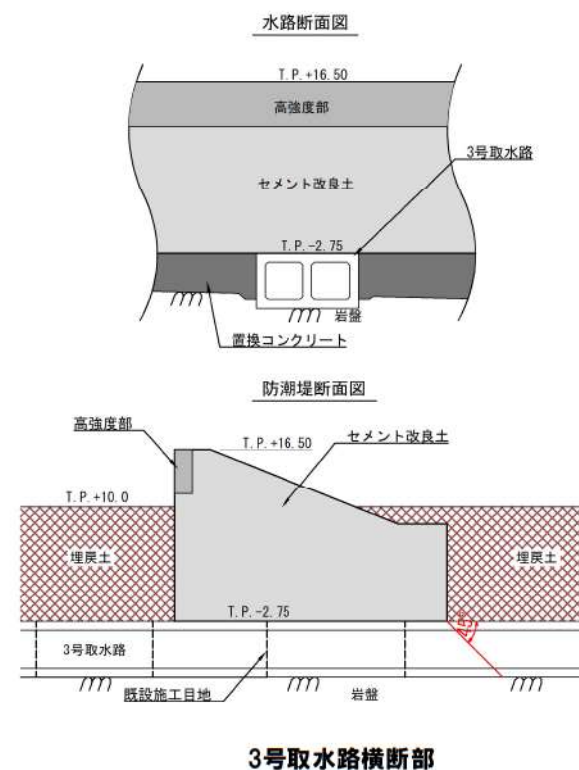 水路断面図
T.P.+16.50
高強度部
3号取水路
セメント改良土
T.P.-2.75
岩盤
置換コンクリート
防潮堤断面図
高強度部
T.P.+16.50
セメント改良土
T.P.+10.0
埋戻土
埋戻土
T.P.-2.75
45°
3号取水路
既設施工目地
岩盤
3号取水路横断部